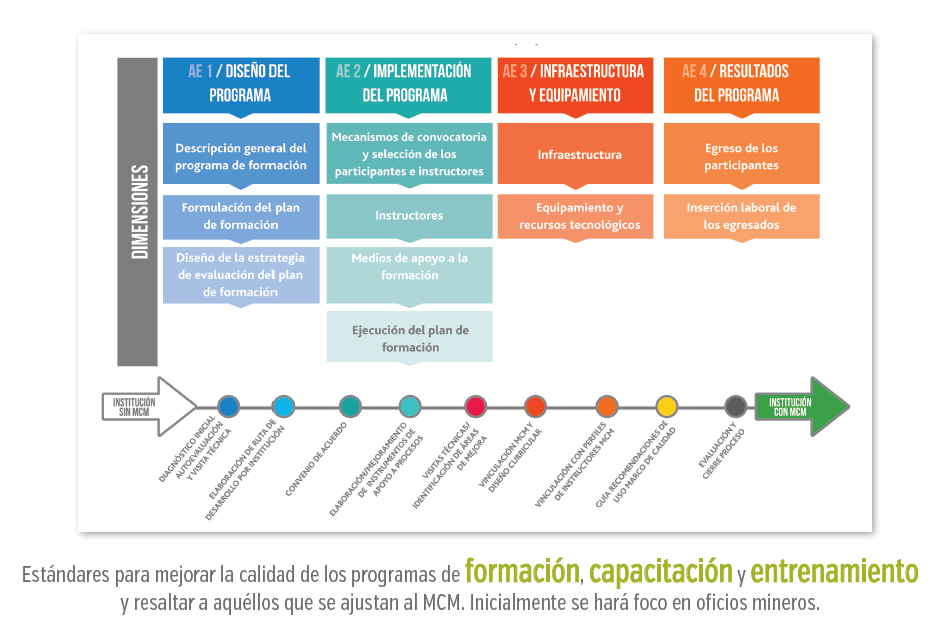 DIMENSIONES
AE 1 / DISEÑO DEL
PROGRAMA
Descripción general del
programa de formación
Formulación del plan
de formación
Diseño de la estrategia
de evaluación del plan
de formación
AE 2 / IMPLEMENTACIÓN
DEL PROGRAMA
Mecanismos de convocatoria
y selección de los
participantes e instructores
Instructores
Medios de apoyo a la
formación
Ejecución del plan de
formación
AE 3 / INFRAESTRUCTURA
Y EQUIPAMIENTO
Infraestructura
Equipamiento y
recursos tecnológicos
AE 4 / RESULTADOS
DEL PROGRAMA
Egreso de los
participantes
Inserción laboral de
los egresados
INSTITUCIÓN
SIN MCM
DIAGNÓSTICO INICIAL
AUTOEVALUACIÓN
Y VISITA TÉCNICA
ELABORACIÓN DE RUTA DE
DESARROLLO POR INSTITUCIÓN
CONVENIO DE ACUERDO
ELABORACIÓN/MEJORAMIENTO
DE INSTRUMENTOS DE
APOYO A PROCESOS
VISITAS TÉCNICAS/
IDENTIFICACIÓN DE ÁREAS
DE MEJORA
VINCULACIÓN MCM Y
DISEÑO CURRICULAR
VINCULACIÓN CON PERFILES
DE INSTRUCTORES MCM
GUÍA RECOMENDACIONES DE
USO MARCO DE CALIDAD
EVALUACIÓN Y
CIERRE PROCESO
INSTITUCIÓN
CON MCM
Estándares para mejorar la calidad de los programas de formación, capacitación y entrenamiento
y resaltar a aquéllos que se ajustan al MCM. Inicialmente se hará foco en oficios mineros.